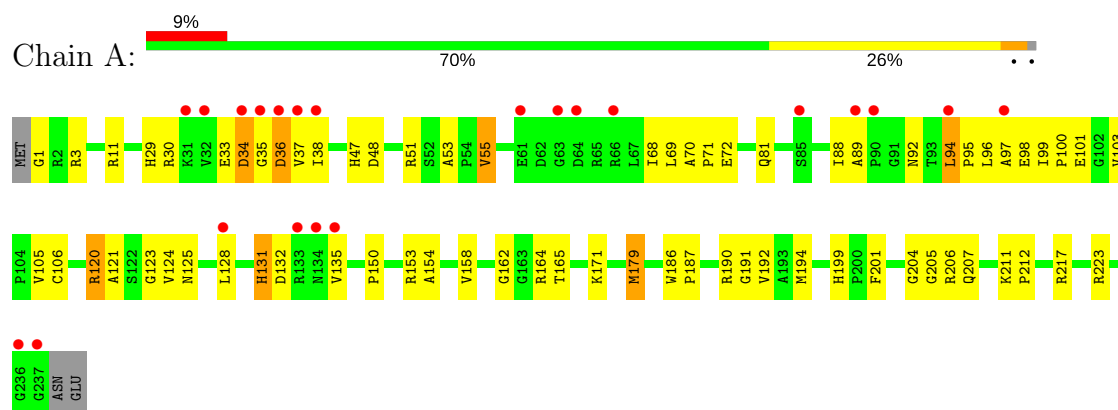 9%
Chain A:
70% 26% • •
MET G1 R2 R3 R11 H29 R30 K31 V32 E33 D34 G35 D36 V37 I38 H47 D48 R51 S52 A53 P54 V55 E61 D62 G63 D64 R65 R66 L67 I68 L69 A70 P71 E72 Q81 S85 I88 A89 P90 G91 N92 T93 L94 P95 L96 A97 E98 I99 P100 E101 G102 V103
P104 V105 C106 R120 A121 S122 G123 V124 N125 L128 H131 D132 R133 N134 V135 P150 R153 A154 V158 G162 G163 R164 T165 K171 M179 W186 P187 R190 G191 V192 A193 M194 H199 P200 F201 G204 G205 R206 Q207 K211 P212 R217 R223
G236 G237 ASN GLU